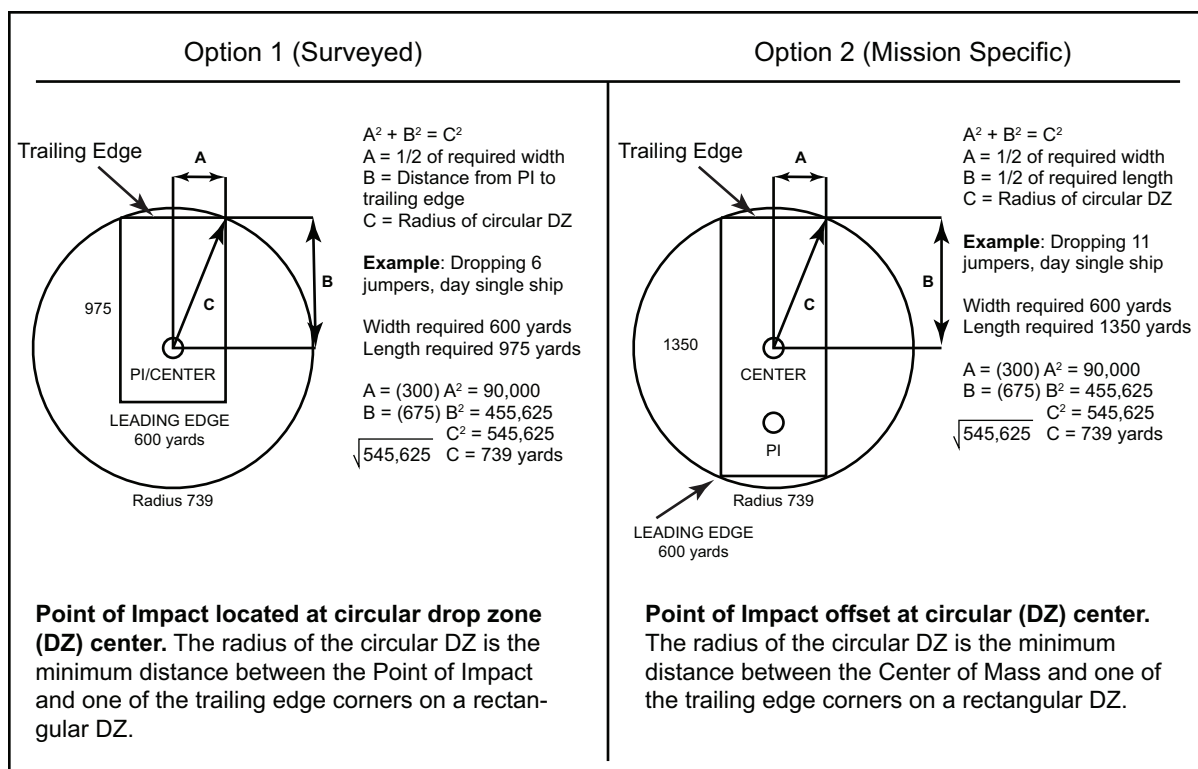 Option 1 (Surveyed)
Trailing Edge
A
B
C
975
PI/CENTER
LEADING EDGE
600 yards
Radius 739
A² + B² = C²
A = 1/2 of required width
B = Distance from PI to
trailing edge
C = Radius of circular DZ
Example: Dropping 6
jumpers, day single ship
Width required 600 yards
Length required 975 yards
A = (300) A² = 90,000
B = (675) B² = 455,625
C² = 545,625
√545,625 C = 739 yards
Point of Impact located at circular drop zone
(DZ) center. The radius of the circular DZ is the
minimum distance between the Point of Impact
and one of the trailing edge corners on a rectan-
gular DZ.
Option 2 (Mission Specific)
Trailing Edge
A
B
C
1350
CENTER
PI
Radius 739
LEADING EDGE
600 yards
A² + B² = C²
A = 1/2 of required width
B = 1/2 of required length
C = Radius of circular DZ
Example: Dropping 11
jumpers, day single ship
Width required 600 yards
Length required 1350 yards
A = (300) A² = 90,000
B = (675) B² = 455,625
C² = 545,625
√545,625 C = 739 yards
Point of Impact offset at circular (DZ) center.
The radius of the circular DZ is the minimum
distance between the Center of Mass and one of
the trailing edge corners on a rectangular DZ.